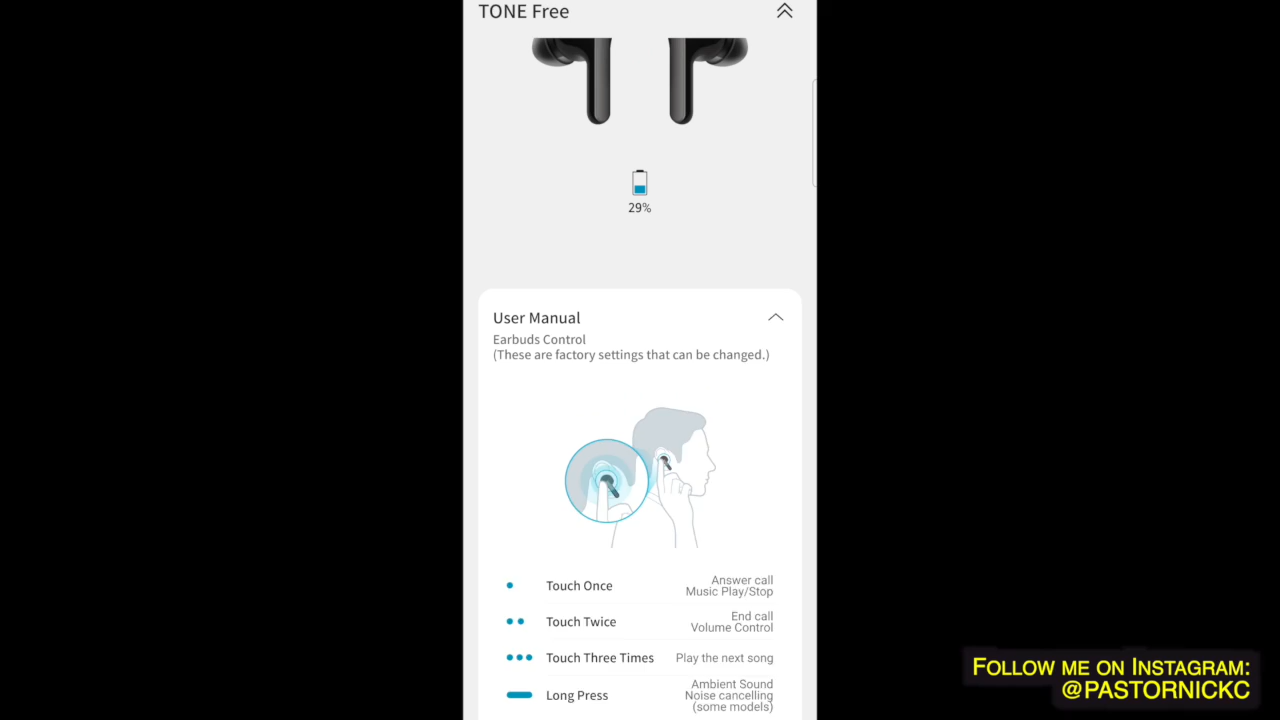 TONE Free
29%
User Manual
Earbuds Control
(These are factory settings that can be changed.)
Touch Once
Answer call
Music Play/Stop
Touch Twice
End call
Volume Control
Touch Three Times
Play the next song
Long Press
Ambient Sound
Noise cancelling
(some models)
Follow me on Instagram:
@PASTORNICKC